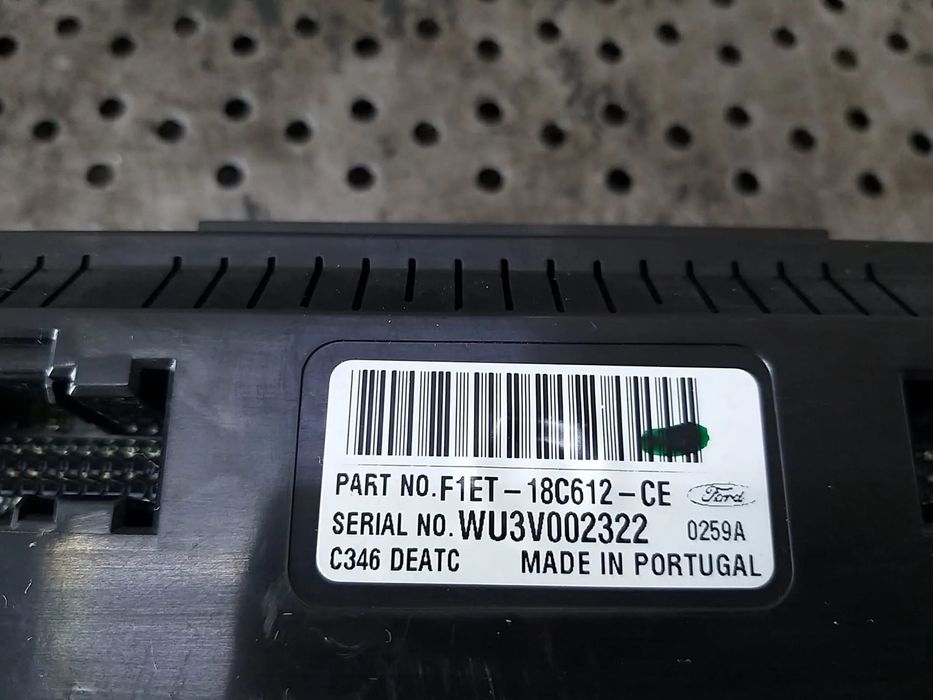 PART NO. F1ET-18C612-CE Ford
SERIAL NO. WU3V002322 0259A
C346 DEATC MADE IN PORTUGAL